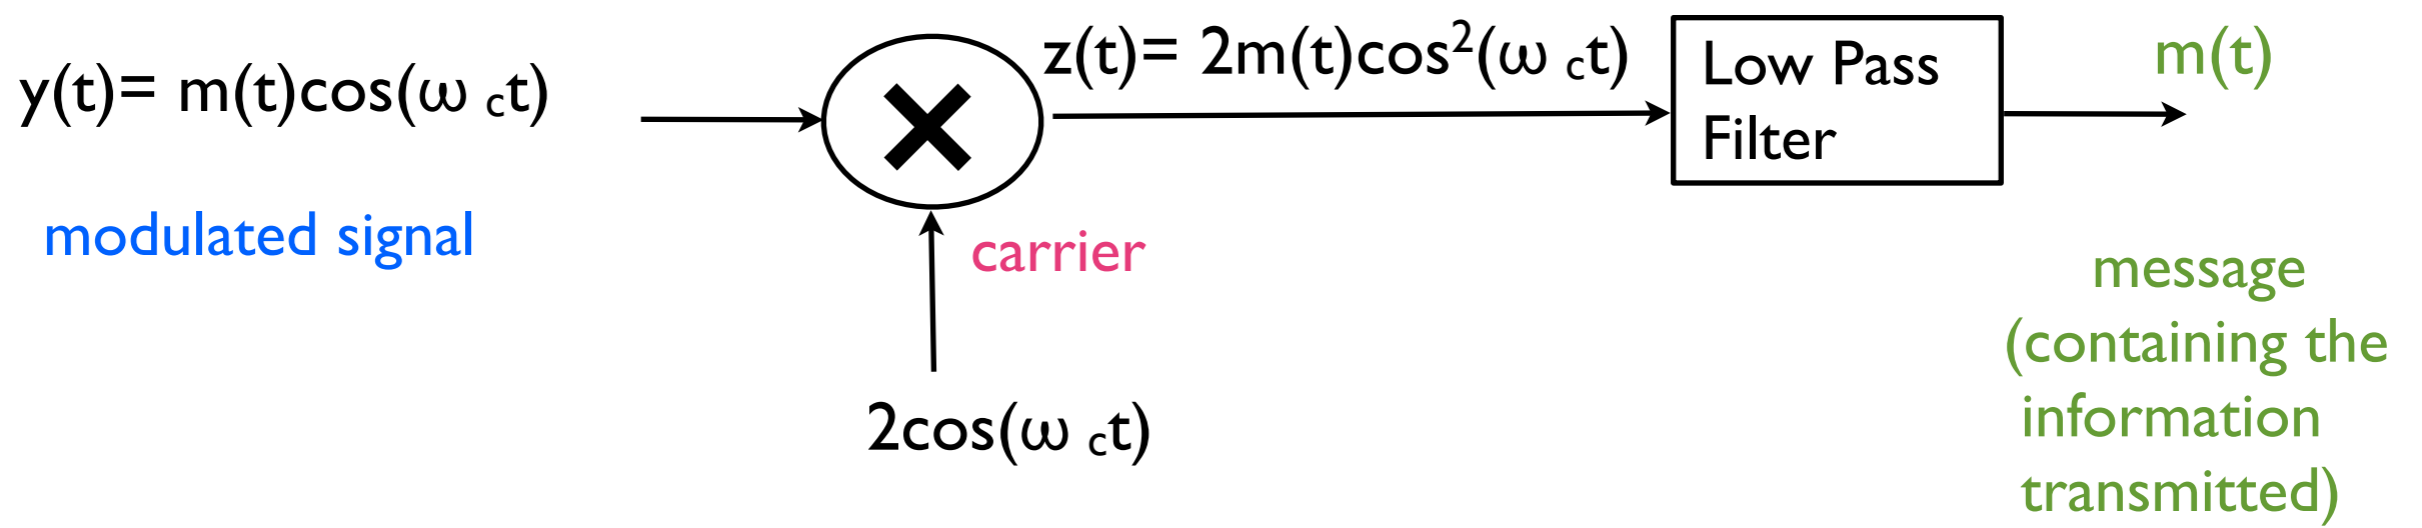 y(t)= m(t)cos(ω ct)
modulated signal
z(t)= 2m(t)cos²(ω ct)
carrier
2cos(ω ct)
Low Pass
Filter
m(t)
message
(containing the
information
transmitted)